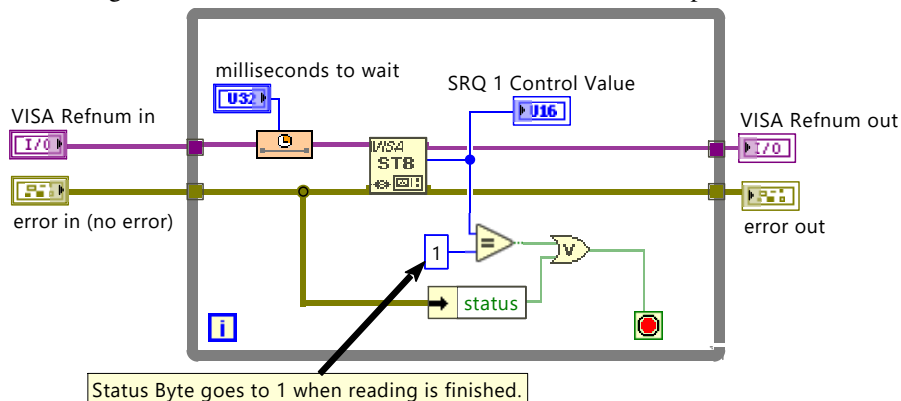 milliseconds to wait
SRQ 1 Control Value
U32
U16
VISA Refnum in
VISA Refnum out
I/O
VISA
STB
I/O
error in (no error)
error out
1
=
V
status
i
Status Byte goes to 1 when reading is finished.